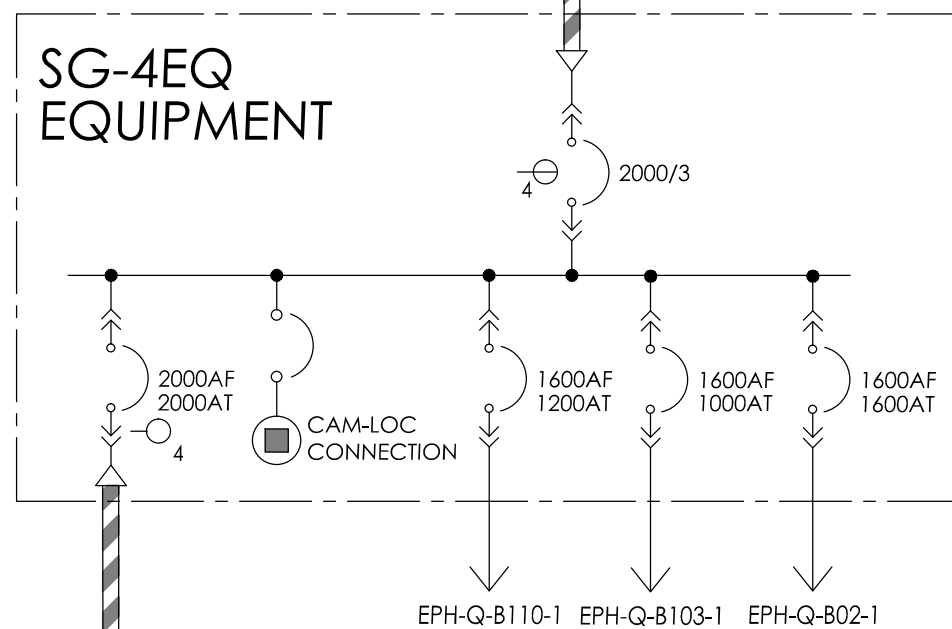 SG-4EQ
EQUIPMENT
2000/3
4
2000AF
2000AT
4
CAM-LOC
CONNECTION
1600AF
1200AT
1600AF
1000AT
1600AF
1600AT
EPH-Q-B110-1
EPH-Q-B103-1
EPH-Q-B02-1